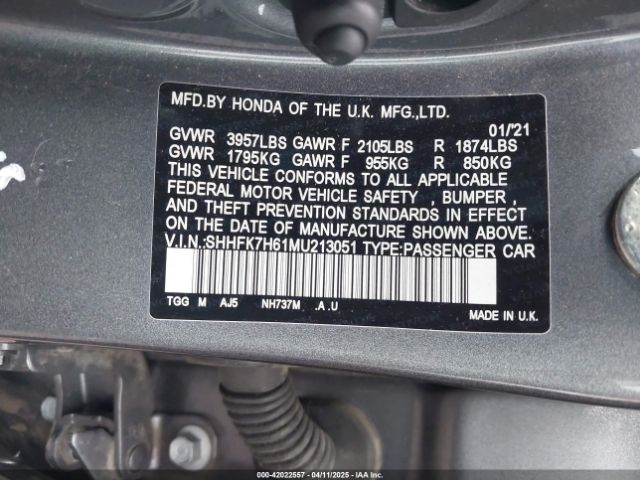 MFD.BY HONDA OF THE U.K. MFG.,LTD.
01/'21
GVWR 3957LBS GAWR F 2105LBS R 1874LBS
GVWR 1795KG GAWR F 955KG R 850KG
THIS VEHICLE CONFORMS TO ALL APPLICABLE
FEDERAL MOTOR VEHICLE SAFETY , BUMPER ,
AND THEFT PREVENTION STANDARDS IN EFFECT
ON THE DATE OF MANUFACTURE SHOWN ABOVE.
V.I.N.:SHHFK7H61MU213051 TYPE:PASSENGER CAR
TGG M AJ5 NH737M .A .U
MADE IN U.K.
000-42022557 - 04/11/2025 - IAAI.COM